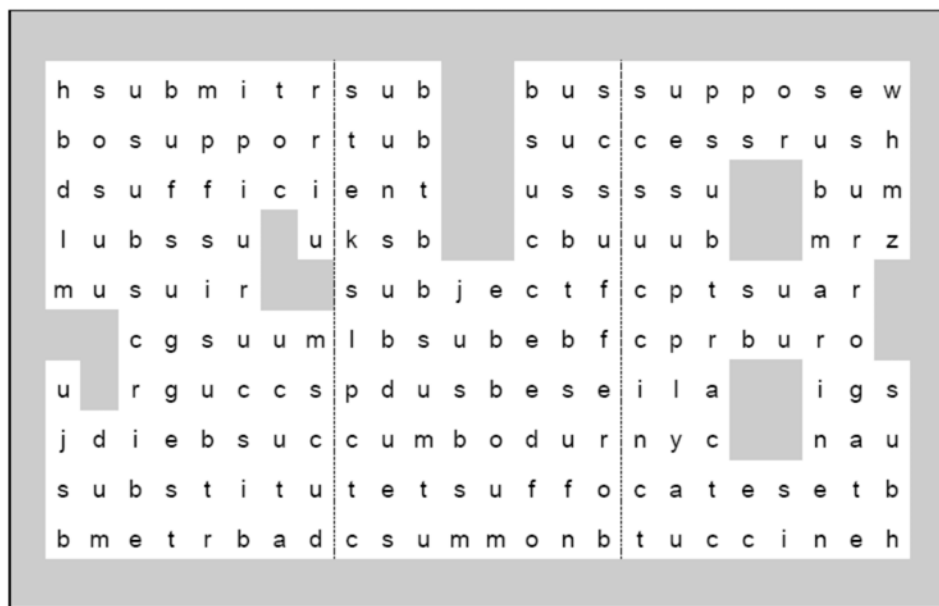 h s u b m i t r s u b b u s s u p p o s e w
b o s u p p o r t u b s u c c e s s r u s h
d s u f f i c i e n t u s s s s u b u m
l u b s s u u k s b c b u u u b m r z
m u s u i r s u b j e c t f c p t s u a r
c g s u u m l b s u b e b f c p r b u r o
u r g u c c s p d u s b e s e i l a i g s
j d i e b s u c c u m b o d u r n y c n a u
s u b s t i t u t e t s u f f o c a t e s e t b
b m e t r b a d c s u m m o n b t u c c i n e h